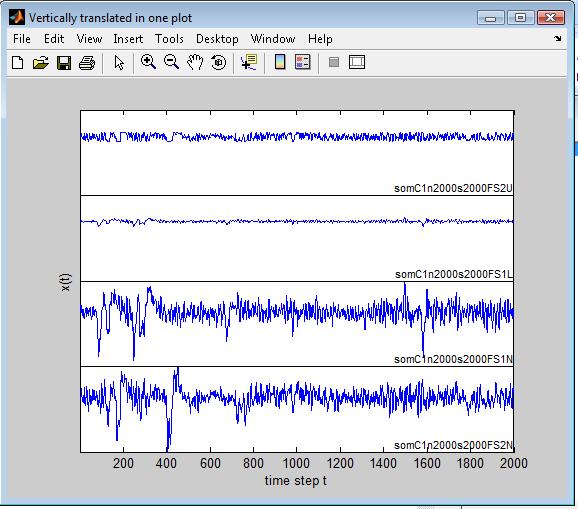 Vertically translated in one plot
File Edit View Insert Tools Desktop Window Help
somC1n2000s2000FS2U
somC1n2000s2000FS1L
x(t)
somC1n2000s2000FS1N
somC1n2000s2000FS2N
200 400 600 800 1000 1200 1400 1600 1800 2000
time step t